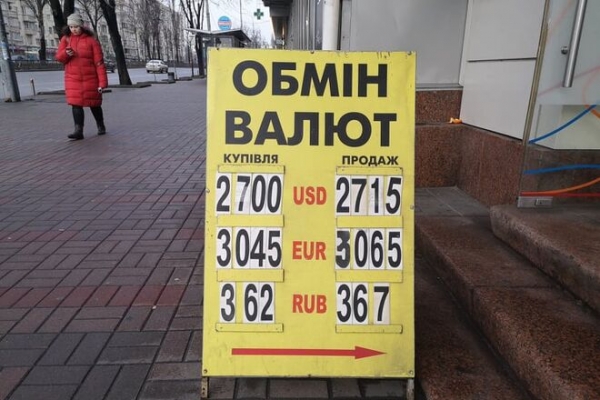 ОБМІН
ВАЛЮТ
КУПІВЛЯ ПРОДАЖ
2700 USD 2715
3045 EUR 3065
362 RUB 367